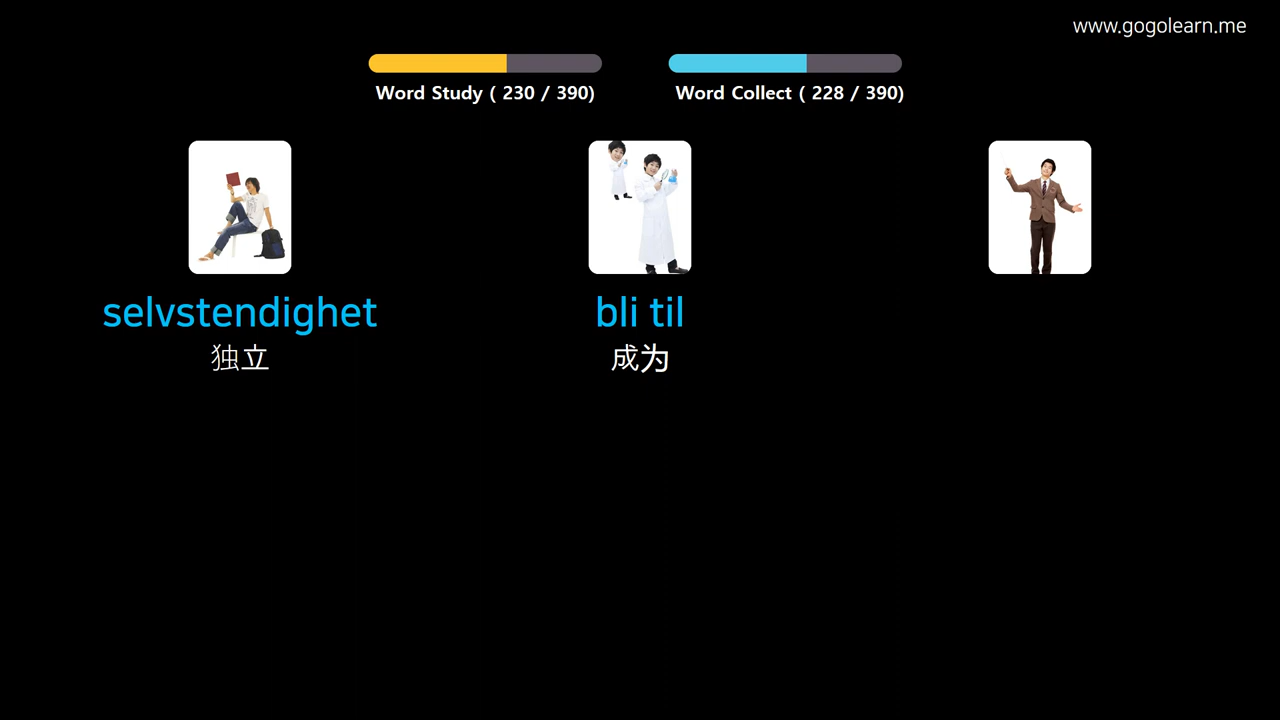 www.gogolearn.me
Word Study ( 230 / 390)
Word Collect ( 228 / 390)
selvstendighet
独立
bli til
成为